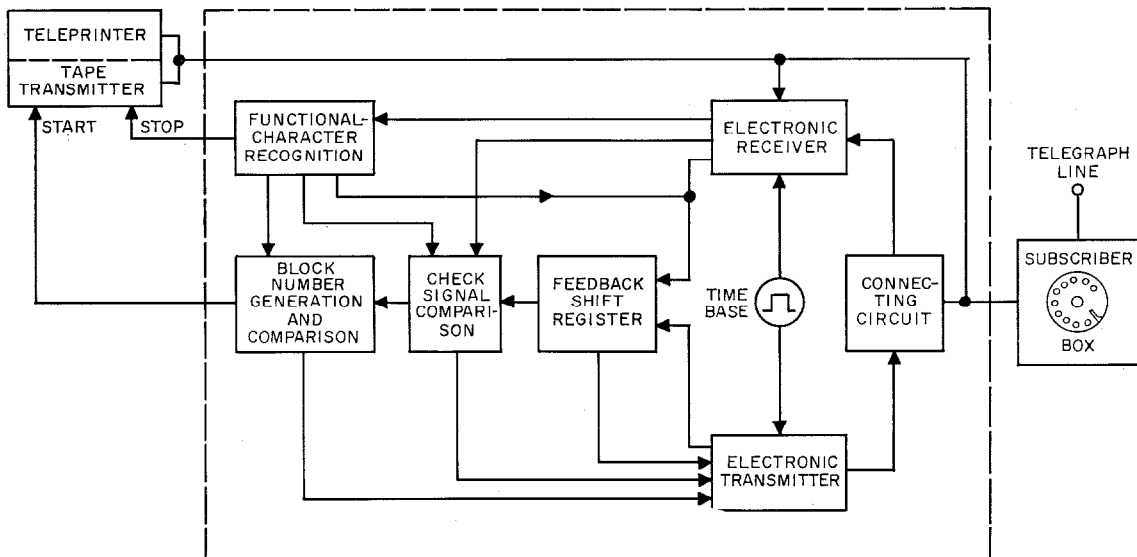 TELEPRINTER
TAPE
TRANSMITTER
START
STOP
FUNCTIONAL-
CHARACTER
RECOGNITION
ELECTRONIC
RECEIVER
TELEGRAPH
LINE
BLOCK
NUMBER
GENERATION
AND
COMPARISON
CHECK
SIGNAL
COMPARI-
SON
FEEDBACK
SHIFT
REGISTER
TIME
BASE
CONNEC-
TING
CIRCUIT
SUBSCRIBER
BOX
ELECTRONIC
TRANSMITTER